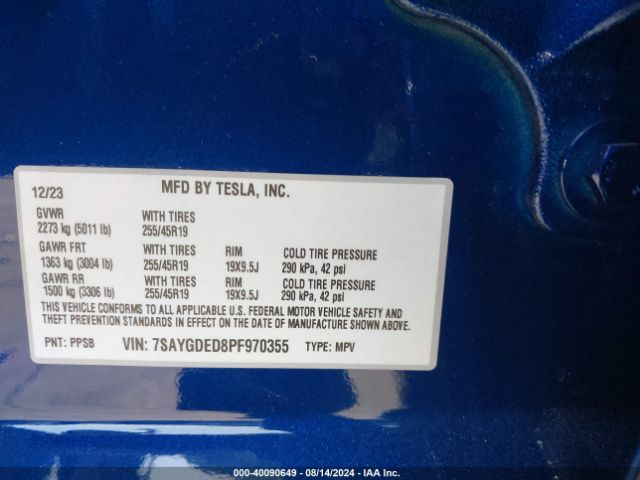 12/23 MFD BY TESLA, INC.
GVWR WITH TIRES
2273 kg (5011 lb) 255/45R19
GAWR FRT WITH TIRES RIM COLD TIRE PRESSURE
1363 kg (3004 lb) 255/45R19 19X9.5J 290 kPa, 42 psi
GAWR RR WITH TIRES RIM COLD TIRE PRESSURE
1500 kg (3306 lb) 255/45R19 19X9.5J 290 kPa, 42 psi
THIS VEHICLE CONFORMS TO ALL APPLICABLE U.S. FEDERAL MOTOR VEHICLE SAFETY AND
THEFT PREVENTION STANDARDS IN EFFECT ON THE DATE OF MANUFACTURE SHOWN ABOVE.
PNT: PPSB VIN: 7SAYGDED8PF970355 TYPE: MPV
000-40090649 - 08/14/2024 - IAA Inc.